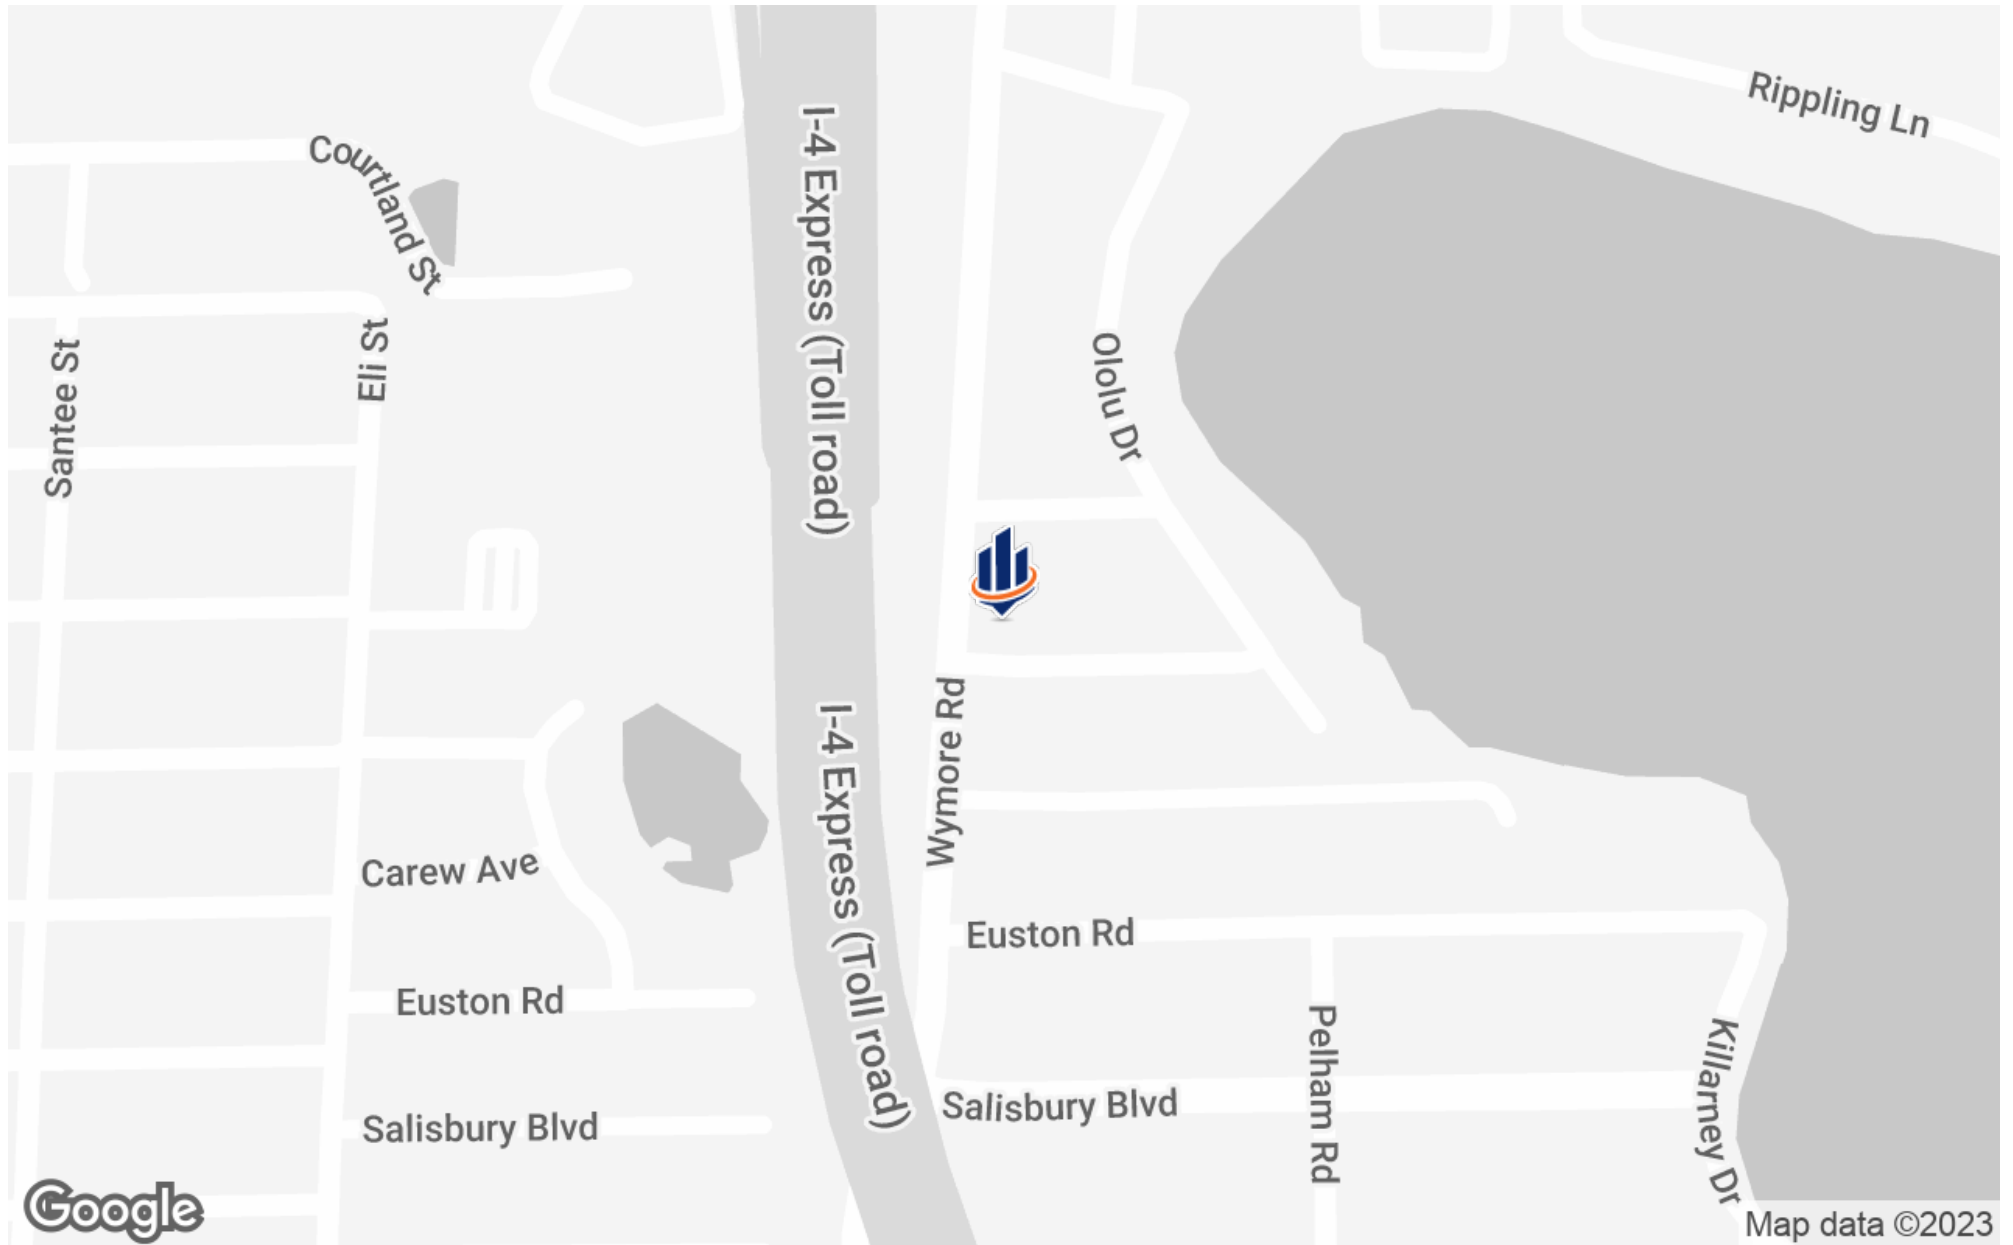 Rippling Ln
Courtland St
I-4 Express (Toll road)
Ololu Dr
Eli St
Santee St
Wymore Rd
I-4 Express (Toll road)
Carew Ave
Euston Rd
Euston Rd
Pelham Rd
Killarney Dr
Salisbury Blvd
Salisbury Blvd
Google
Map data ©2023